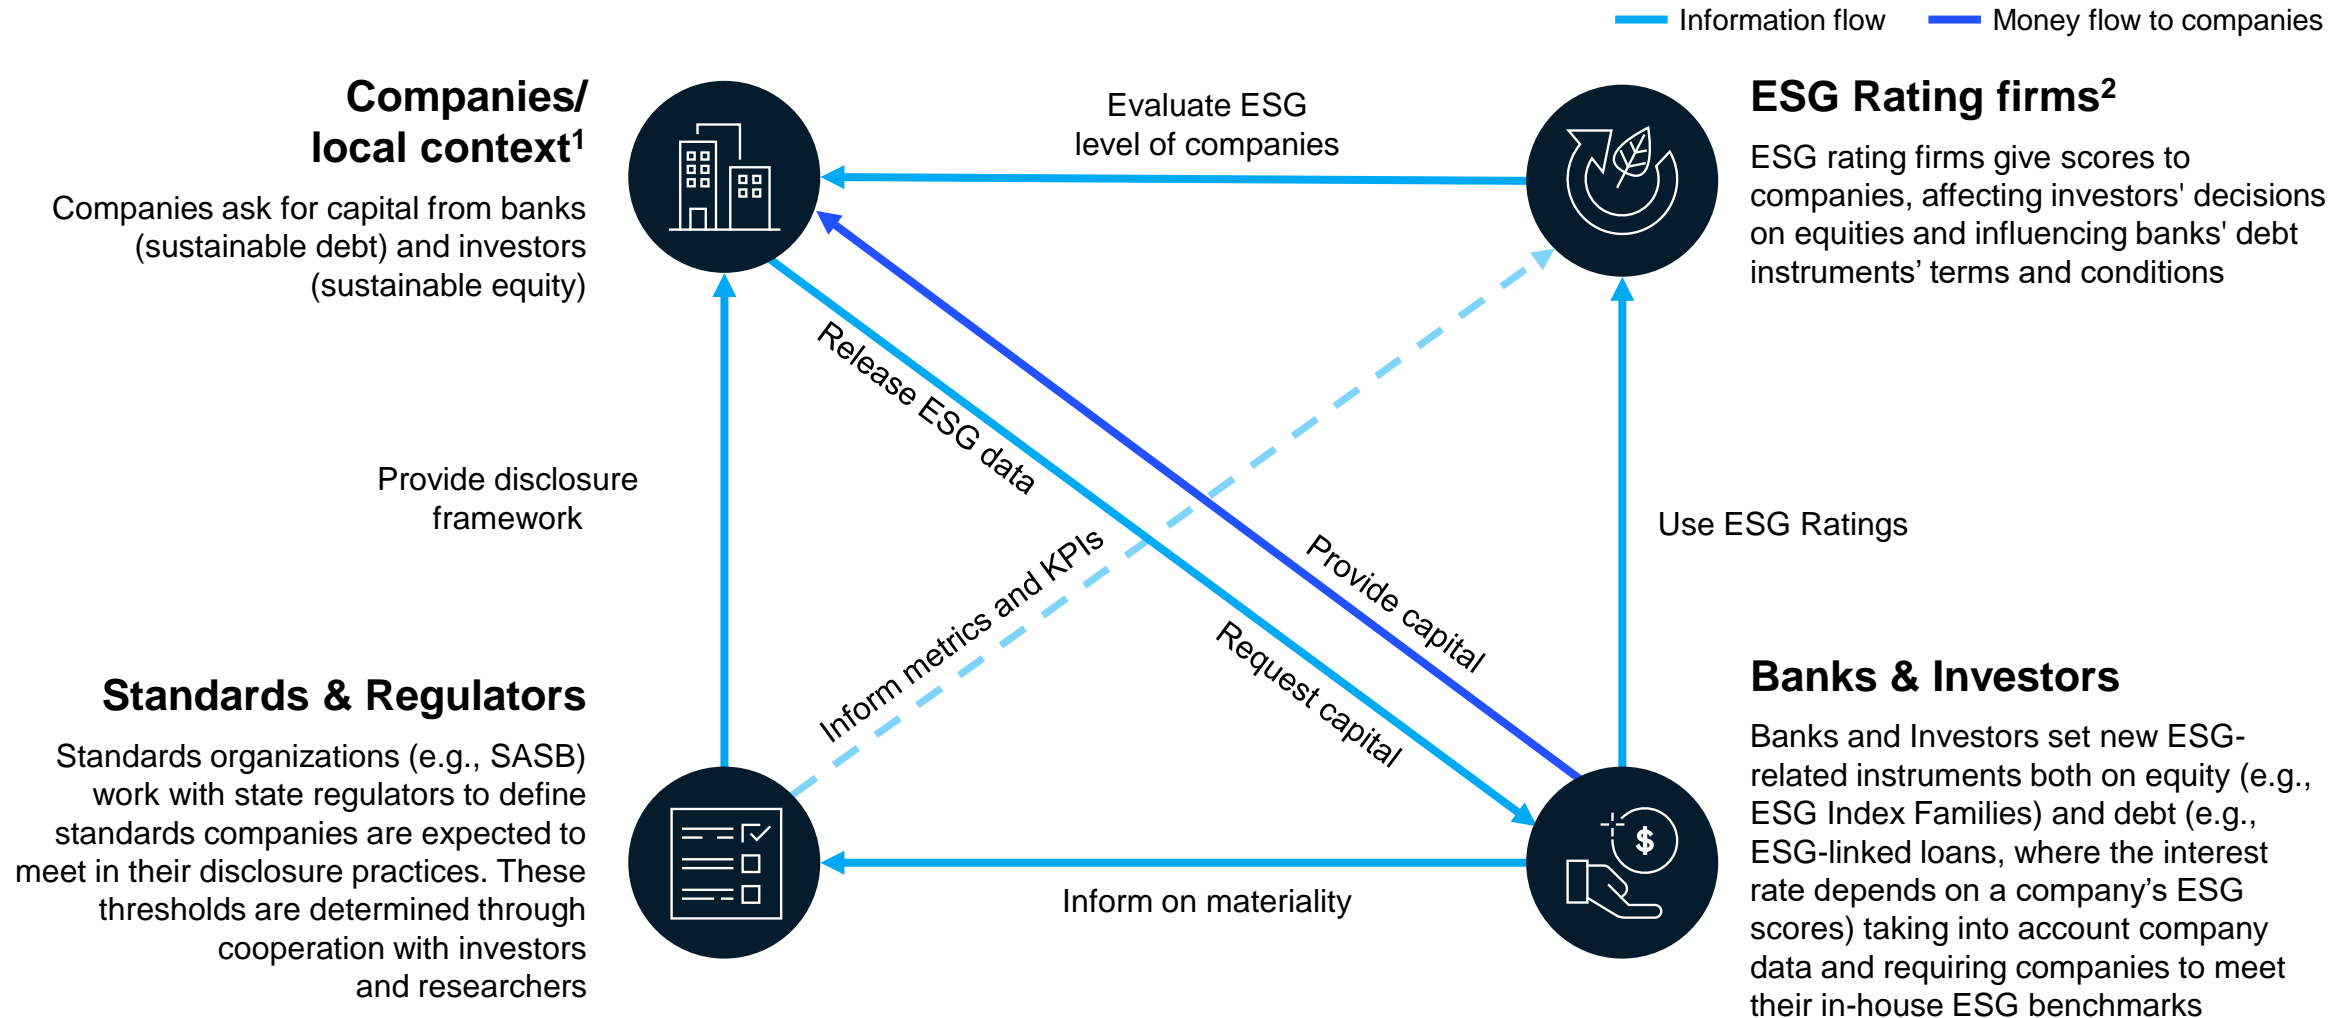 Information flow
Money flow to companies
Companies/
local context¹
Companies ask for capital from banks
(sustainable debt) and investors
(sustainable equity)
Evaluate ESG
level of companies
ESG Rating firms²
ESG rating firms give scores to
companies, affecting investors' decisions
on equities and influencing banks' debt
instruments’ terms and conditions
Release ESG data
Provide disclosure
framework
Inform metrics and KPIs
Provide capital
Request capital
Use ESG Ratings
Standards & Regulators
Standards organizations (e.g., SASB)
work with state regulators to define
standards companies are expected to
meet in their disclosure practices. These
thresholds are determined through
cooperation with investors
and researchers
Inform on materiality
$
Banks & Investors
Banks and Investors set new ESG-
related instruments both on equity (e.g.,
ESG Index Families) and debt (e.g.,
ESG-linked loans, where the interest
rate depends on a company’s ESG
scores) taking into account company
data and requiring companies to meet
their in-house ESG benchmarks